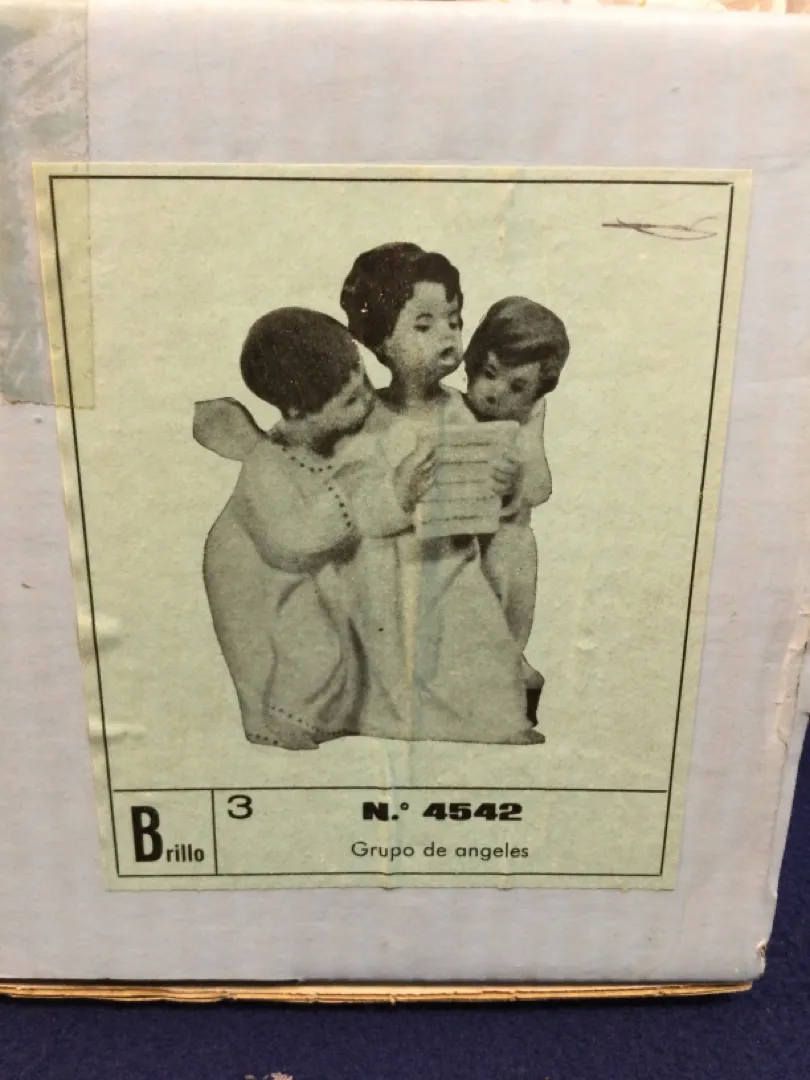 Brillo
3
N.° 4542
Grupo de angeles